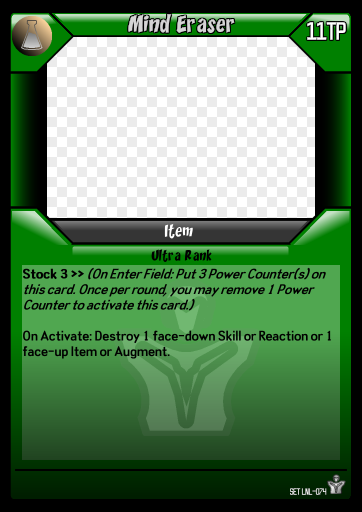 Mind Eraser
11TP
Item
Ultra Rank
Stock 3 >> (On Enter Field: Put 3 Power Counter(s) on
this card. Once per round, you may remove 1 Power
Counter to activate this card.)
On Activate: Destroy 1 face-down Skill or Reaction or 1
face-up Item or Augment.
SET LNL-074